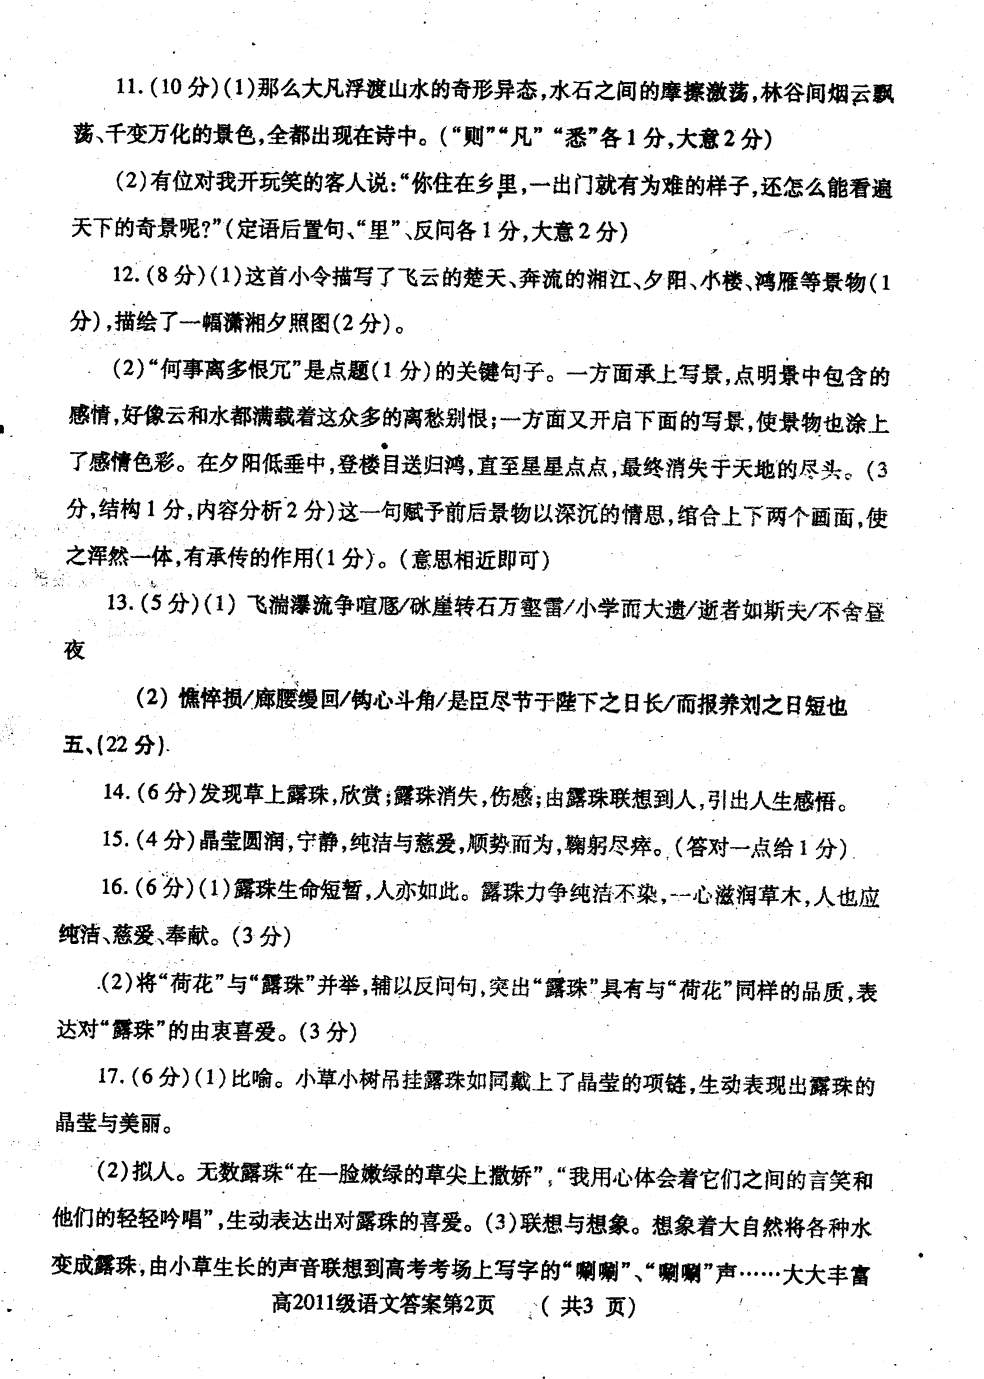 11.(10分)(1)那么大凡浮渡山水的奇形异态,水石之间的摩擦激荡,林谷间烟云飘
荡、千变万化的景色,全都出现在诗中。(“则”“凡”“悉”各1分,大意2分)
(2)有位对我开玩笑的客人说:“你住在乡里,一出门就有为难的样子,还怎么能看遍
天下的奇景呢?”(定语后置句、“里”、反问各1分,大意2分)
12.(8分)(1)这首小令描写了飞云的楚天、奔流的湘江、夕阳、水楼、鸿雁等景物(1
分),描绘了一幅潇湘夕照图(2分)。
(2)“何事离多恨冗”是点题(1分)的关键句子。一方面承上写景,点明景中包含的
感情,好像云和水都满载着这众多的离愁别恨;一方面又开启下面的写景,使景物也涂上
了感情色彩。在夕阳低垂中,登楼目送归鸿,直至星星点点,最终消失于天地的尽头。(3
分,结构1分,内容分析2分)这一句赋予前后景物以深沉的情思,绾合上下两个画面,使
之浑然一体,有承传的作用(1分)。(意思相近即可)
13.(5分)(1)飞湍瀑流争喧豗/砯崖转石万壑雷/小学而大遗/逝者如斯夫/不舍昼
夜
(2)憔悴损/廊腰缦回/钩心斗角/是臣尽节于陛下之日长/而报养刘之日短也
五、(22分)
14.(6分)发现草上露珠,欣赏;露珠消失,伤感;由露珠联想到人,引出人生感悟。
15.(4分)晶莹圆润,宁静,纯洁与慈爱,顺势而为,鞠躬尽瘁。(答对一点给1分)
16.(6分)(1)露珠生命短暂,人亦如此。露珠力争纯洁不染,一心滋润草木,人也应
纯洁、慈爱、奉献。(3分)
(2)将“荷花”与“露珠”并举,辅以反问句,突出“露珠”具有与“荷花”同样的品质,表
达对“露珠”的由衷喜爱。(3分)
17.(6分)(1)比喻。小草小树吊挂露珠如同戴上了晶莹的项链,生动表现出露珠的
晶莹与美丽。
(2)拟人。无数露珠“在一脸嫩绿的草尖上撒娇”,“我用心体会着它们之间的言笑和
他们的轻轻吟唱”,生动表达出对露珠的喜爱。(3)联想与想象。想象着大自然将各种水
变成露珠,由小草生长的声音联想到高考考场上写字的“唰唰”、“唰唰”声……大大丰富
高2011级语文答案第2页 (共3页)